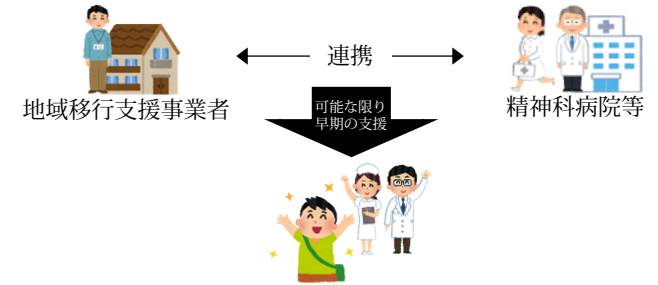 連携
地域移行支援事業者
精神科病院等
可能な限り
早期の支援